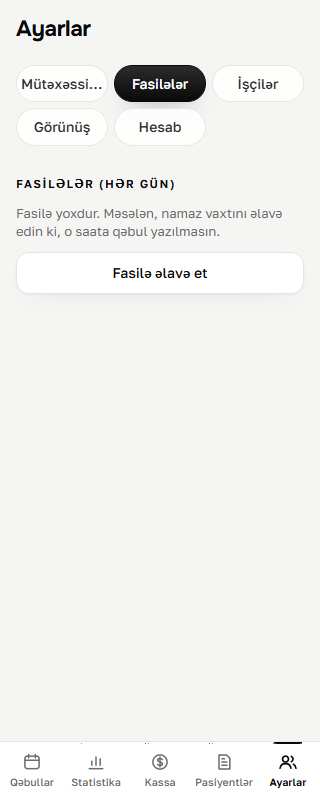 Ayarlar
Mütəxəssi...
Fasilələr
İşçilər
Görünüş
Hesab
FASİLƏLƏR (HƏR GÜN)
Fasilə yoxdur. Məsələn, namaz vaxtını əlavə
edin ki, o saata qəbul yazılmasın.
Fasilə əlavə et
Qəbullar
Statistika
Kassa
Pasiyentlər
Ayarlar